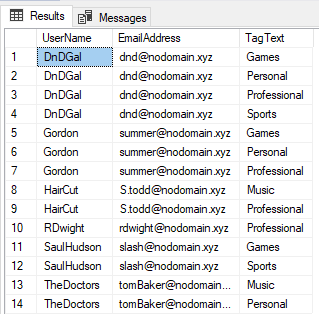 Results Messages
UserName EmailAddress TagText
1 DnDGal dnd@nodomain.xyz Games
2 DnDGal dnd@nodomain.xyz Personal
3 DnDGal dnd@nodomain.xyz Professional
4 DnDGal dnd@nodomain.xyz Sports
5 Gordon summer@nodomain.xyz Games
6 Gordon summer@nodomain.xyz Personal
7 Gordon summer@nodomain.xyz Professional
8 HairCut S.todd@nodomain.xyz Music
9 HairCut S.todd@nodomain.xyz Professional
10 RDwight rdwight@nodomain.xyz Professional
11 SaulHudson slash@nodomain.xyz Games
12 SaulHudson slash@nodomain.xyz Sports
13 TheDoctors tomBaker@nodomain... Music
14 TheDoctors tomBaker@nodomain... Personal